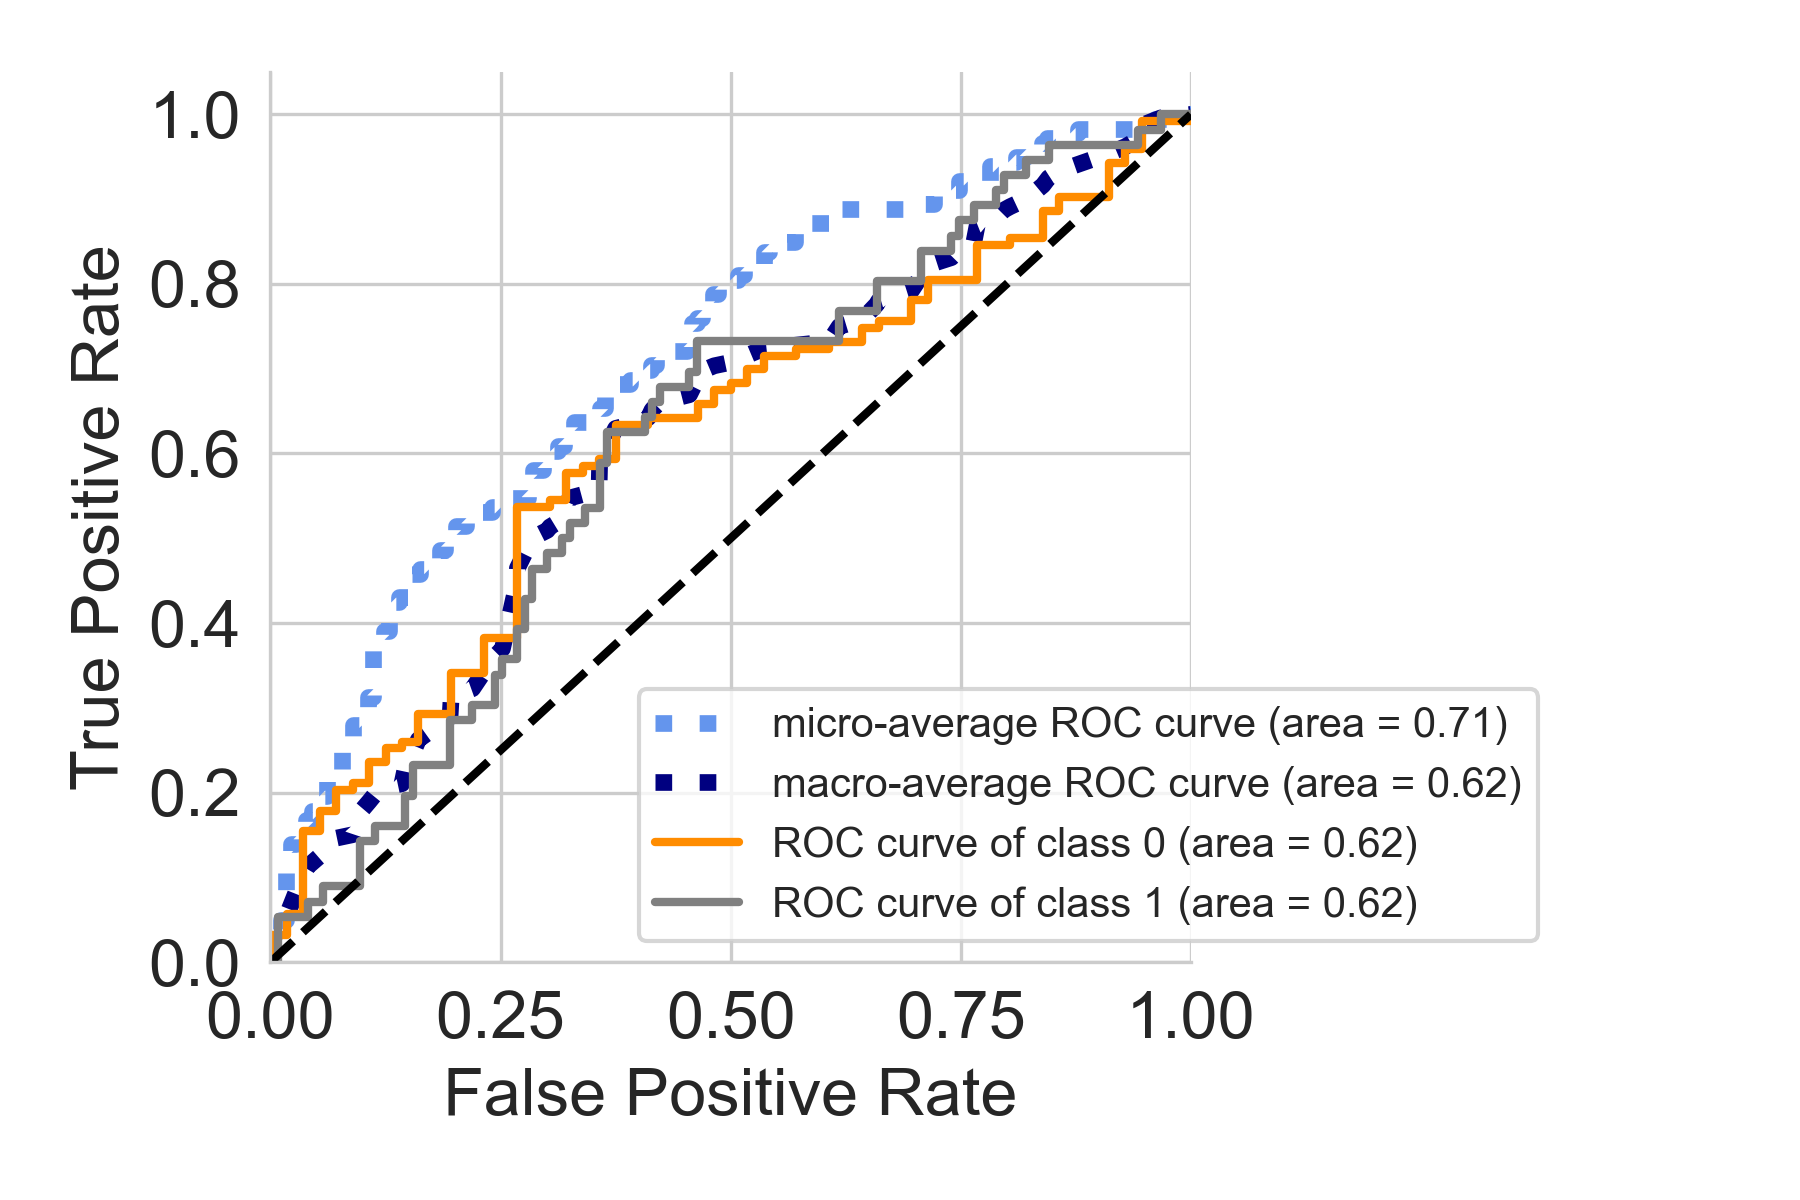 True Positive Rate
1.0
0.8
0.6
0.4
0.2
0.0
0.00 0.25 0.50 0.75 1.00
False Positive Rate
micro-average ROC curve (area = 0.71)
macro-average ROC curve (area = 0.62)
ROC curve of class 0 (area = 0.62)
ROC curve of class 1 (area = 0.62)